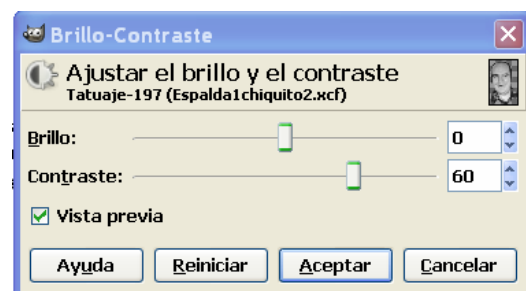 Brillo-Contraste
Ajustar el brillo y el contraste
Tatuaje-197 (Espalda1chiquito2.xcf)
Brillo: 0
Contraste: 60
Vista previa
Ayuda Reiniciar Aceptar Cancelar